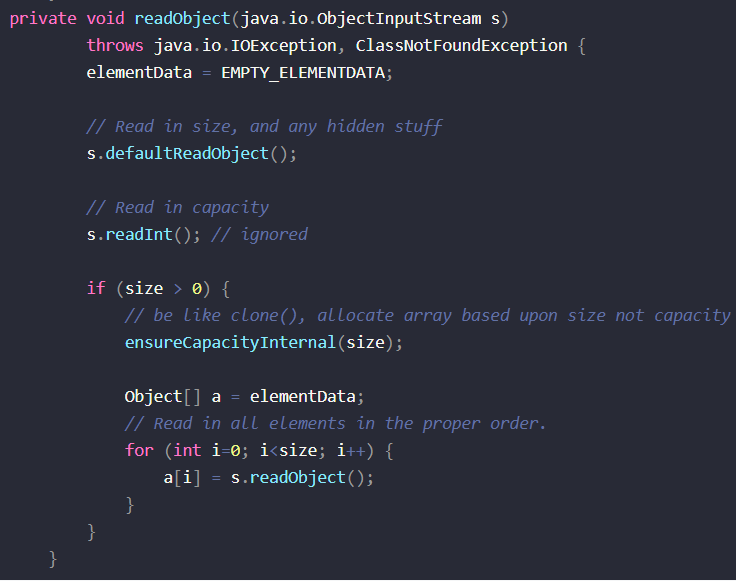 private void readObject(java.io.ObjectInputStream s)
        throws java.io.IOException, ClassNotFoundException {
        elementData = EMPTY_ELEMENTDATA;

        // Read in size, and any hidden stuff
        s.defaultReadObject();

        // Read in capacity
        s.readInt(); // ignored

        if (size > 0) {
            // be like clone(), allocate array based upon size not capacity
            ensureCapacityInternal(size);

            Object[] a = elementData;
            // Read in all elements in the proper order.
            for (int i=0; i<size; i++) {
                a[i] = s.readObject();
            }
        }
    }